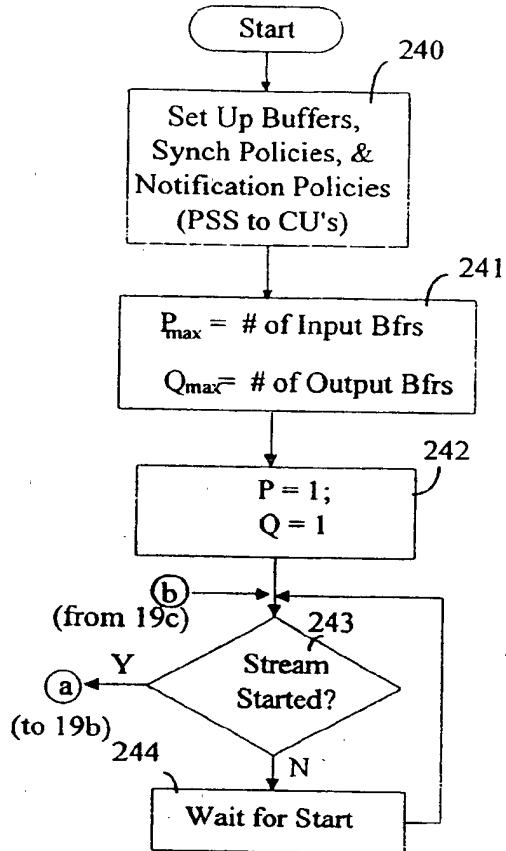 Start
240
Set Up Buffers,
Synch Policies, &
Notification Policies
(PSS to CU's)
241
Pmax = # of Input Bfrs
Qmax= # of Output Bfrs
242
P = 1;
Q = 1
b
(from 19c)
243
Stream
Started?
Y
a
(to 19b)
244
N
Wait for Start